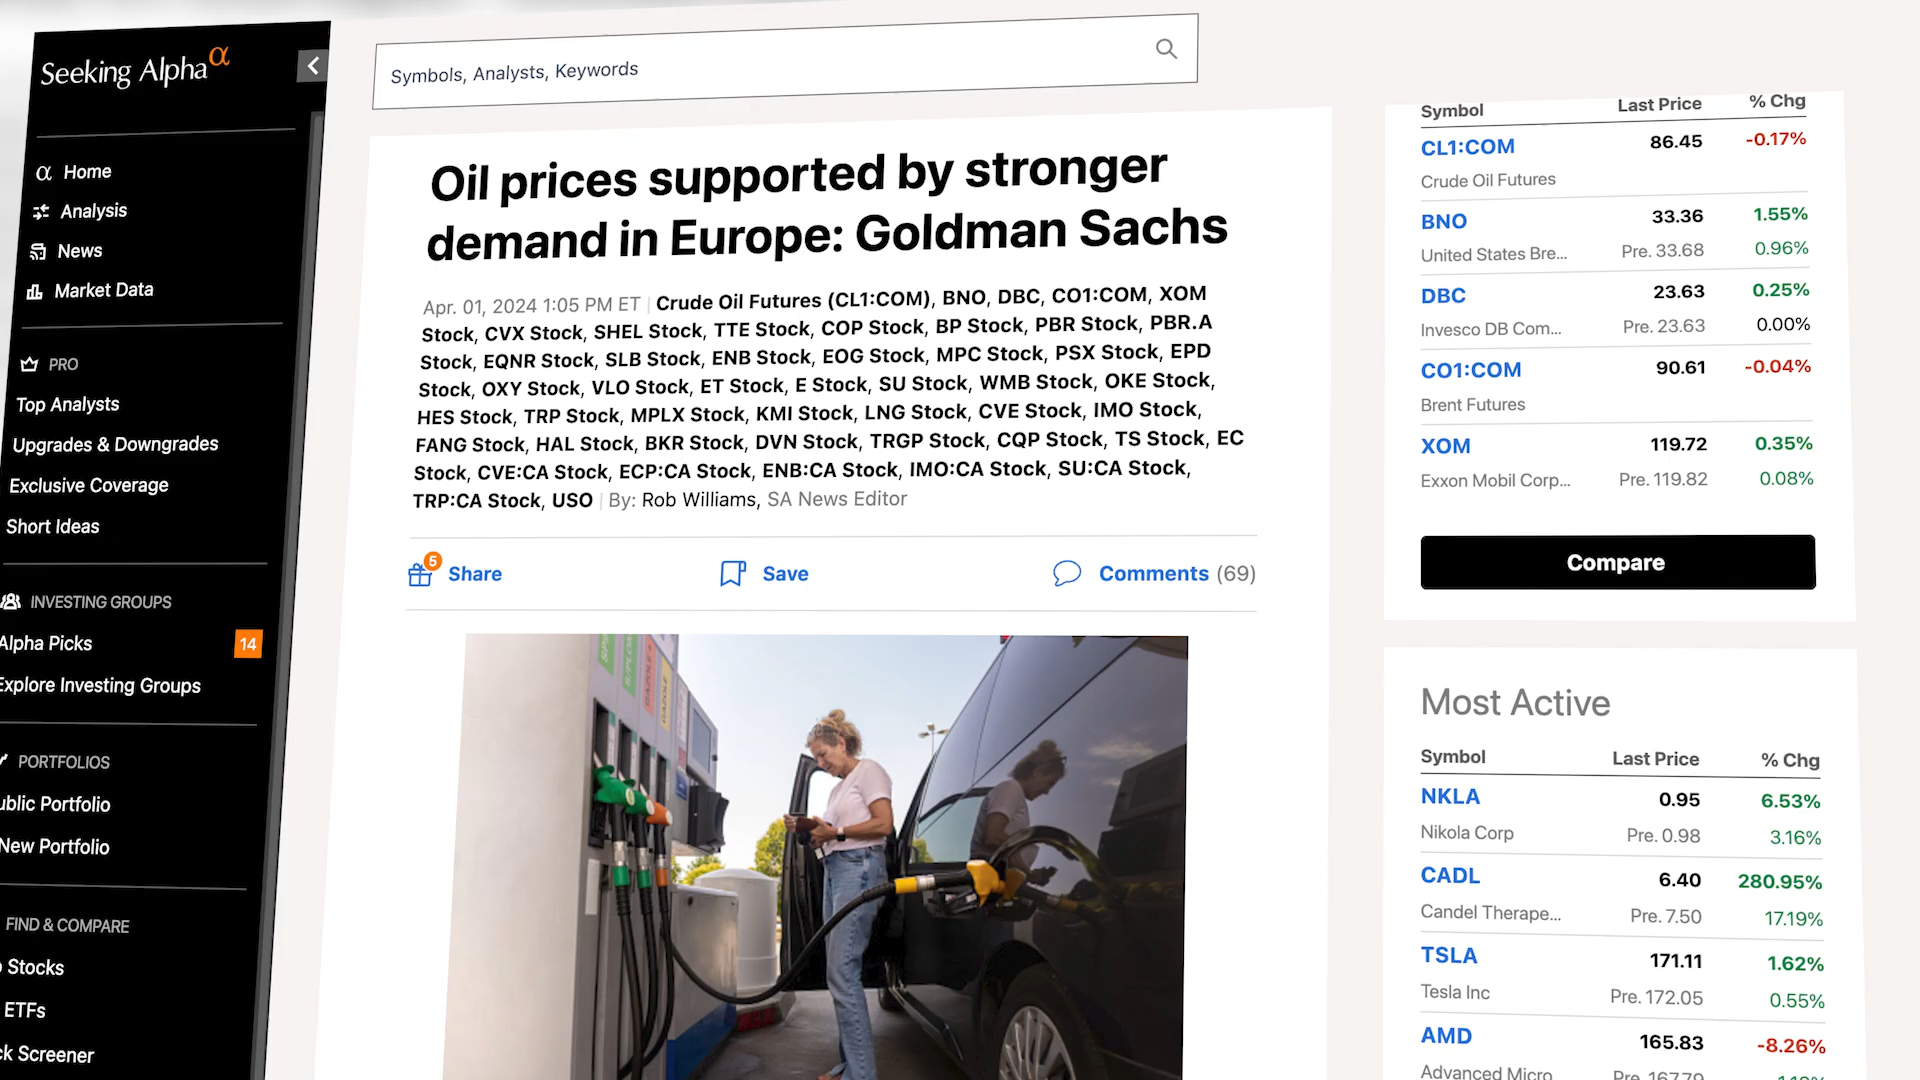 Seeking Alpha α
Home
Analysis
News
Market Data
PRO
Top Analysts
Upgrades & Downgrades
Exclusive Coverage
Short Ideas
INVESTING GROUPS
Alpha Picks
14
Explore Investing Groups
PORTFOLIOS
ublic Portfolio
New Portfolio
FIND & COMPARE
Stocks
ETFs
ck Screener
Symbols, Analysts, Keywords
Oil prices supported by stronger
demand in Europe: Goldman Sachs
Apr. 01, 2024 1:05 PM ET | Crude Oil Futures (CL1:COM), BNO, DBC, CO1:COM, XOM
Stock, CVX Stock, SHEL Stock, TTE Stock, COP Stock, BP Stock, PBR Stock, PBR.A
Stock, EQNR Stock, SLB Stock, ENB Stock, EOG Stock, MPC Stock, PSX Stock, EPD
Stock, OXY Stock, VLO Stock, ET Stock, E Stock, SU Stock, WMB Stock, OKE Stock,
HES Stock, TRP Stock, MPLX Stock, KMI Stock, LNG Stock, CVE Stock, IMO Stock,
FANG Stock, HAL Stock, BKR Stock, DVN Stock, TRGP Stock, CQP Stock, TS Stock, EC
Stock, CVE:CA Stock, ECP:CA Stock, ENB:CA Stock, IMO:CA Stock, SU:CA Stock,
TRP:CA Stock, USO | By: Rob Williams, SA News Editor
5
Share
Save
Comments (69)
GAZOLE+
GAZOLE
Symbol Last Price % Chg
CL1:COM 86.45 -0.17%
Crude Oil Futures
BNO 33.36 1.55%
United States Bre... Pre. 33.68 0.96%
DBC 23.63 0.25%
Invesco DB Com... Pre. 23.63 0.00%
CO1:COM 90.61 -0.04%
Brent Futures
XOM 119.72 0.35%
Exxon Mobil Corp... Pre. 119.82 0.08%
Compare
Most Active
Symbol Last Price % Chg
NKLA 0.95 6.53%
Nikola Corp Pre. 0.98 3.16%
CADL 6.40 280.95%
Candel Therape... Pre. 7.50 17.19%
TSLA 171.11 1.62%
Tesla Inc Pre. 172.05 0.55%
AMD 165.83 -8.26%
Advanced Micro Pre. 167.79